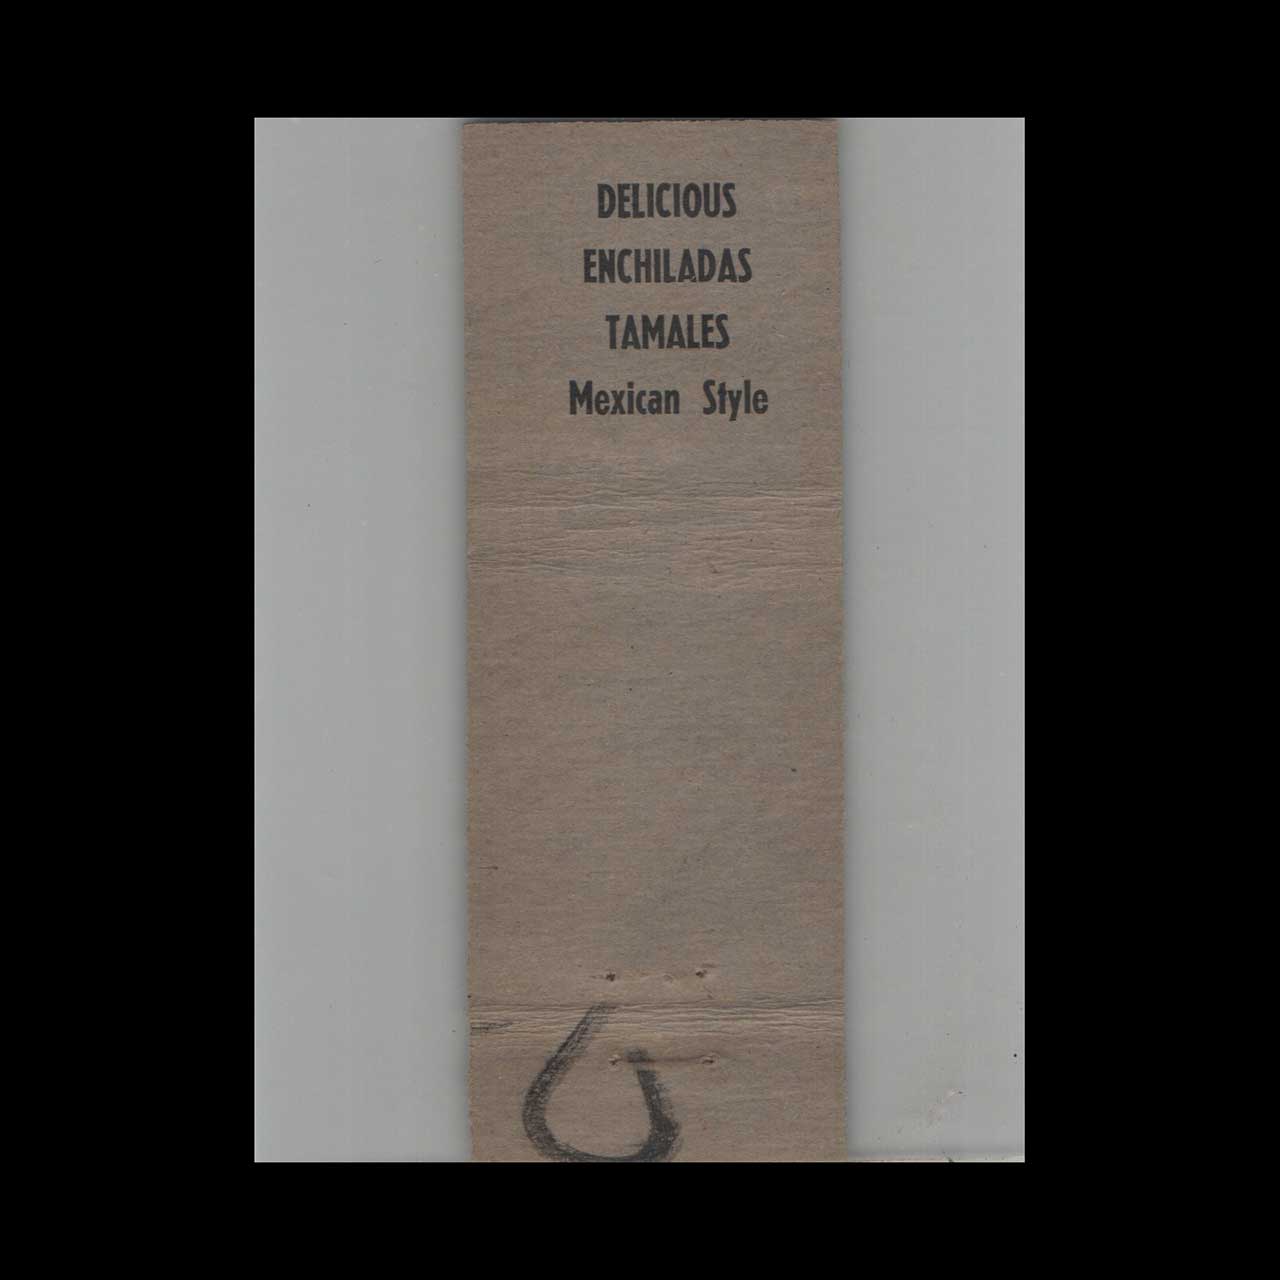 DELICIOUS
ENCHILADAS
TAMALES
Mexican Style